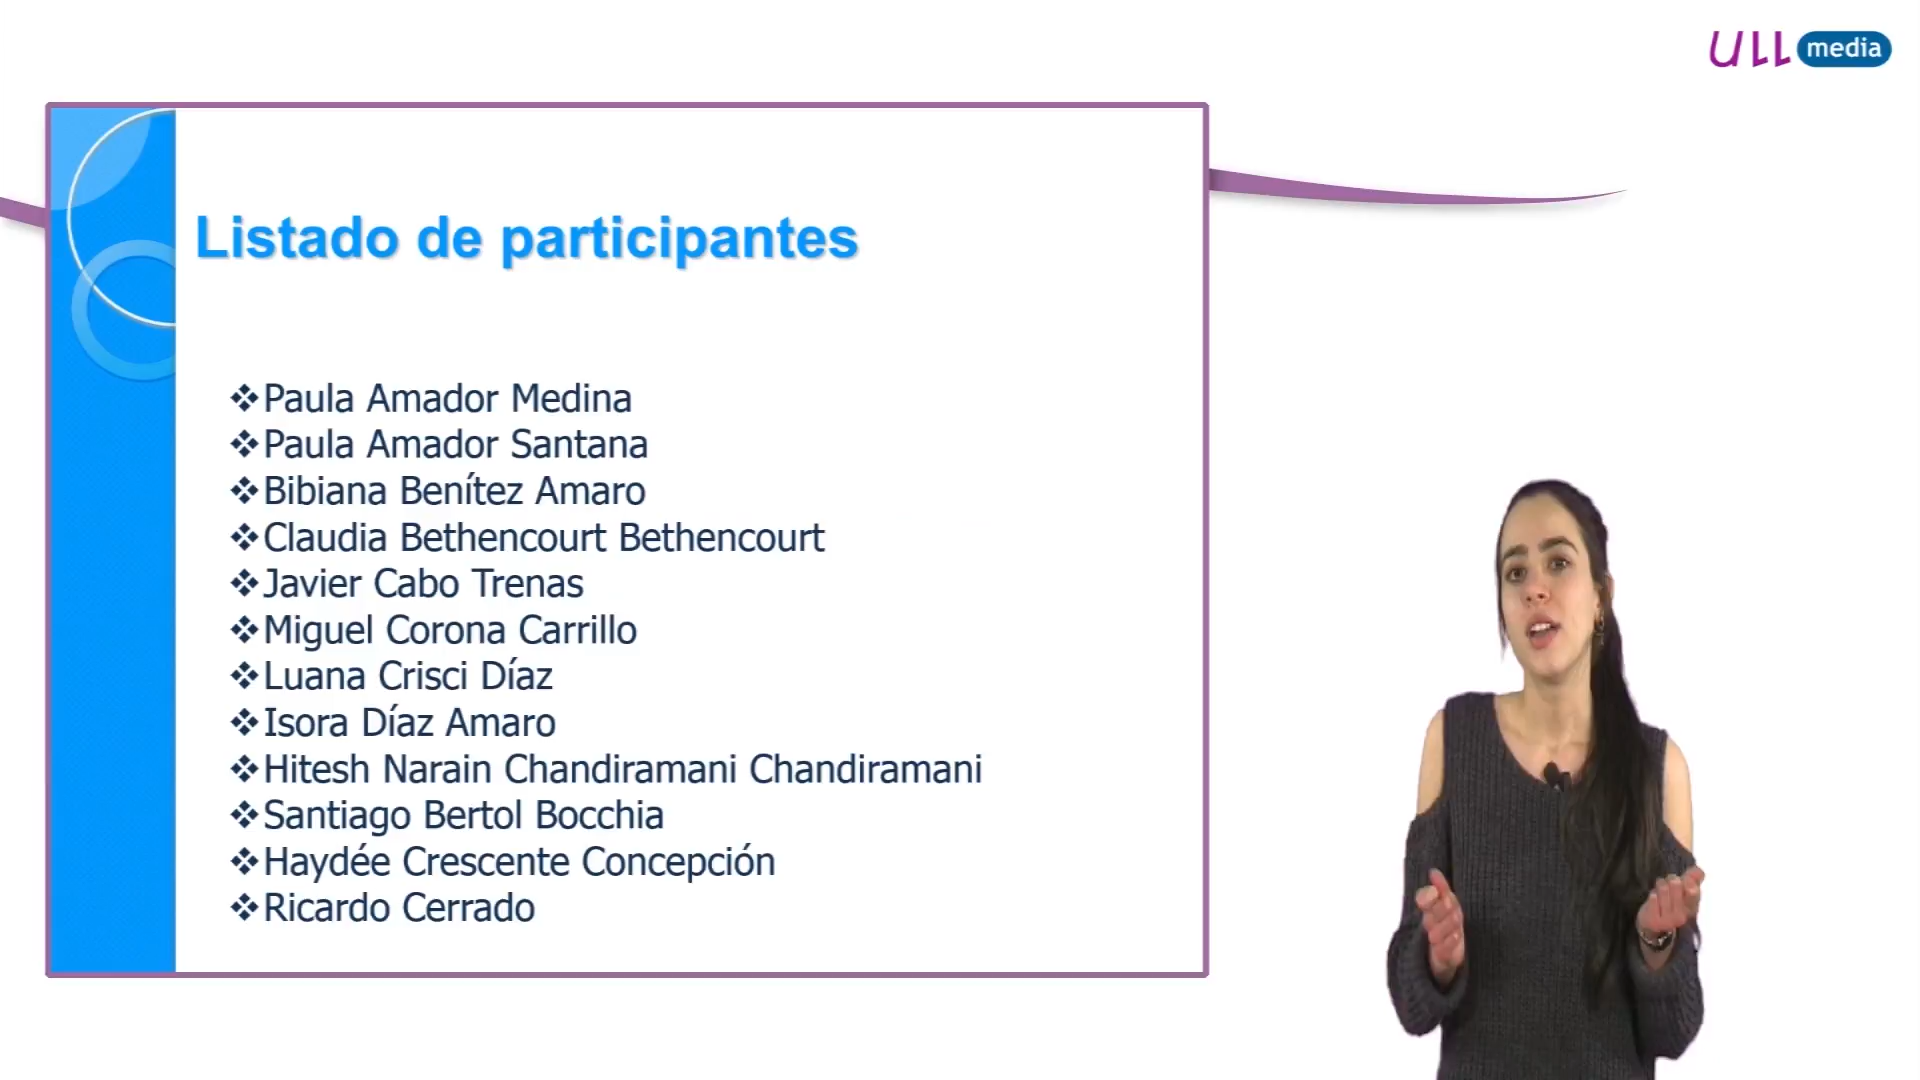 ULL media
Listado de participantes
❖Paula Amador Medina
❖Paula Amador Santana
❖Bibiana Benítez Amaro
❖Claudia Bethencourt Bethencourt
❖Javier Cabo Trenas
❖Miguel Corona Carrillo
❖Luana Crisci Díaz
❖Isora Díaz Amaro
❖Hitesh Narain Chandiramani Chandiramani
❖Santiago Bertol Bocchia
❖Haydée Crescente Concepción
❖Ricardo Cerrado